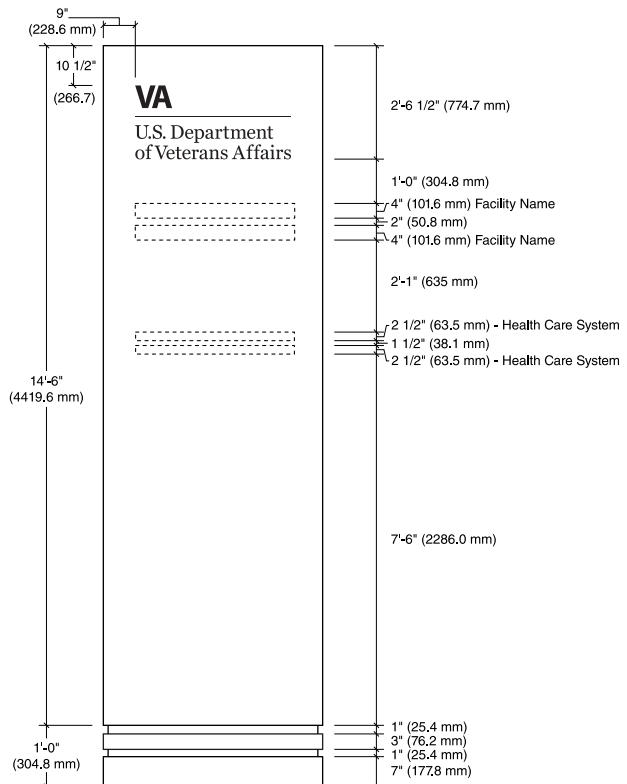 9"
(228.6 mm)
10 1/2"
(266.7)
VA
U.S. Department
of Veterans Affairs
14'-6"
(4419.6 mm)
1'-0"
(304.8 mm)
2'-6 1/2" (774.7 mm)
1'-0" (304.8 mm)
4" (101.6 mm) Facility Name
2" (50.8 mm)
4" (101.6 mm) Facility Name
2'-1" (635 mm)
2 1/2" (63.5 mm) - Health Care System
1 1/2" (38.1 mm)
2 1/2" (63.5 mm) - Health Care System
7'-6" (2286.0 mm)
1" (25.4 mm)
3" (76.2 mm)
1" (25.4 mm)
7" (177.8 mm)